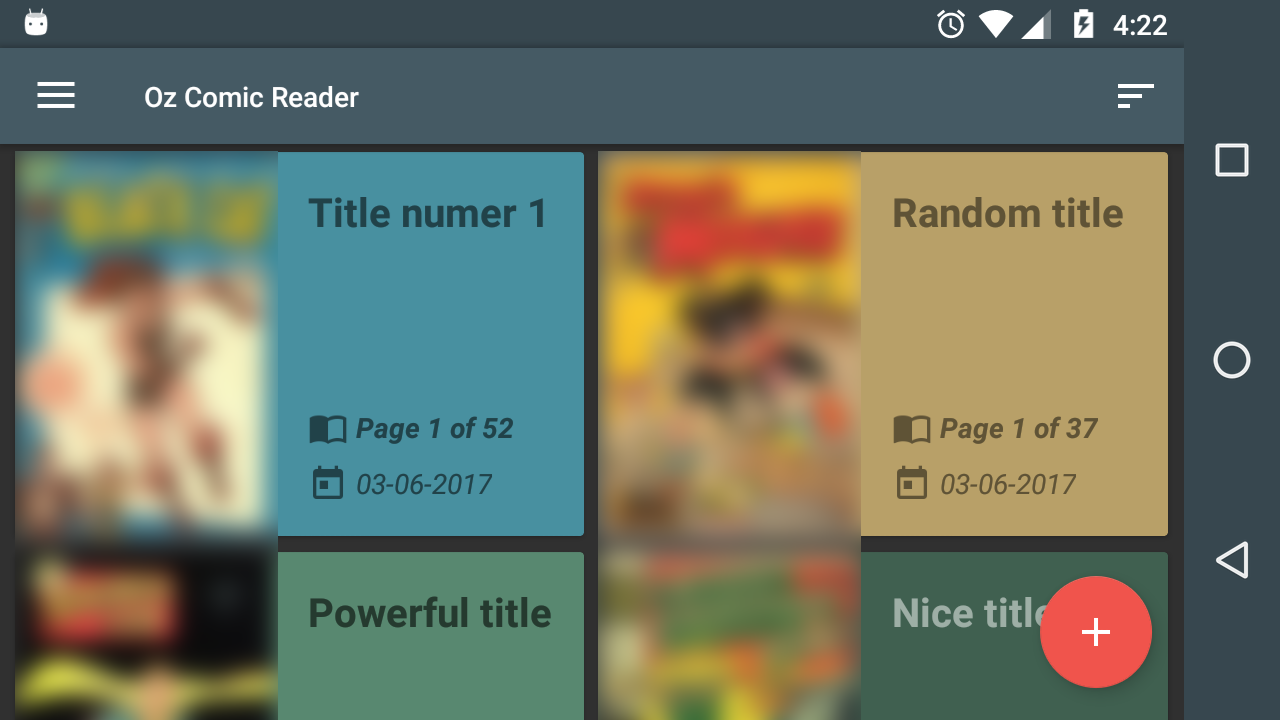 4:22
Oz Comic Reader
Title numer 1
Page 1 of 52
03-06-2017
Random title
Page 1 of 37
03-06-2017
Powerful title
Nice title